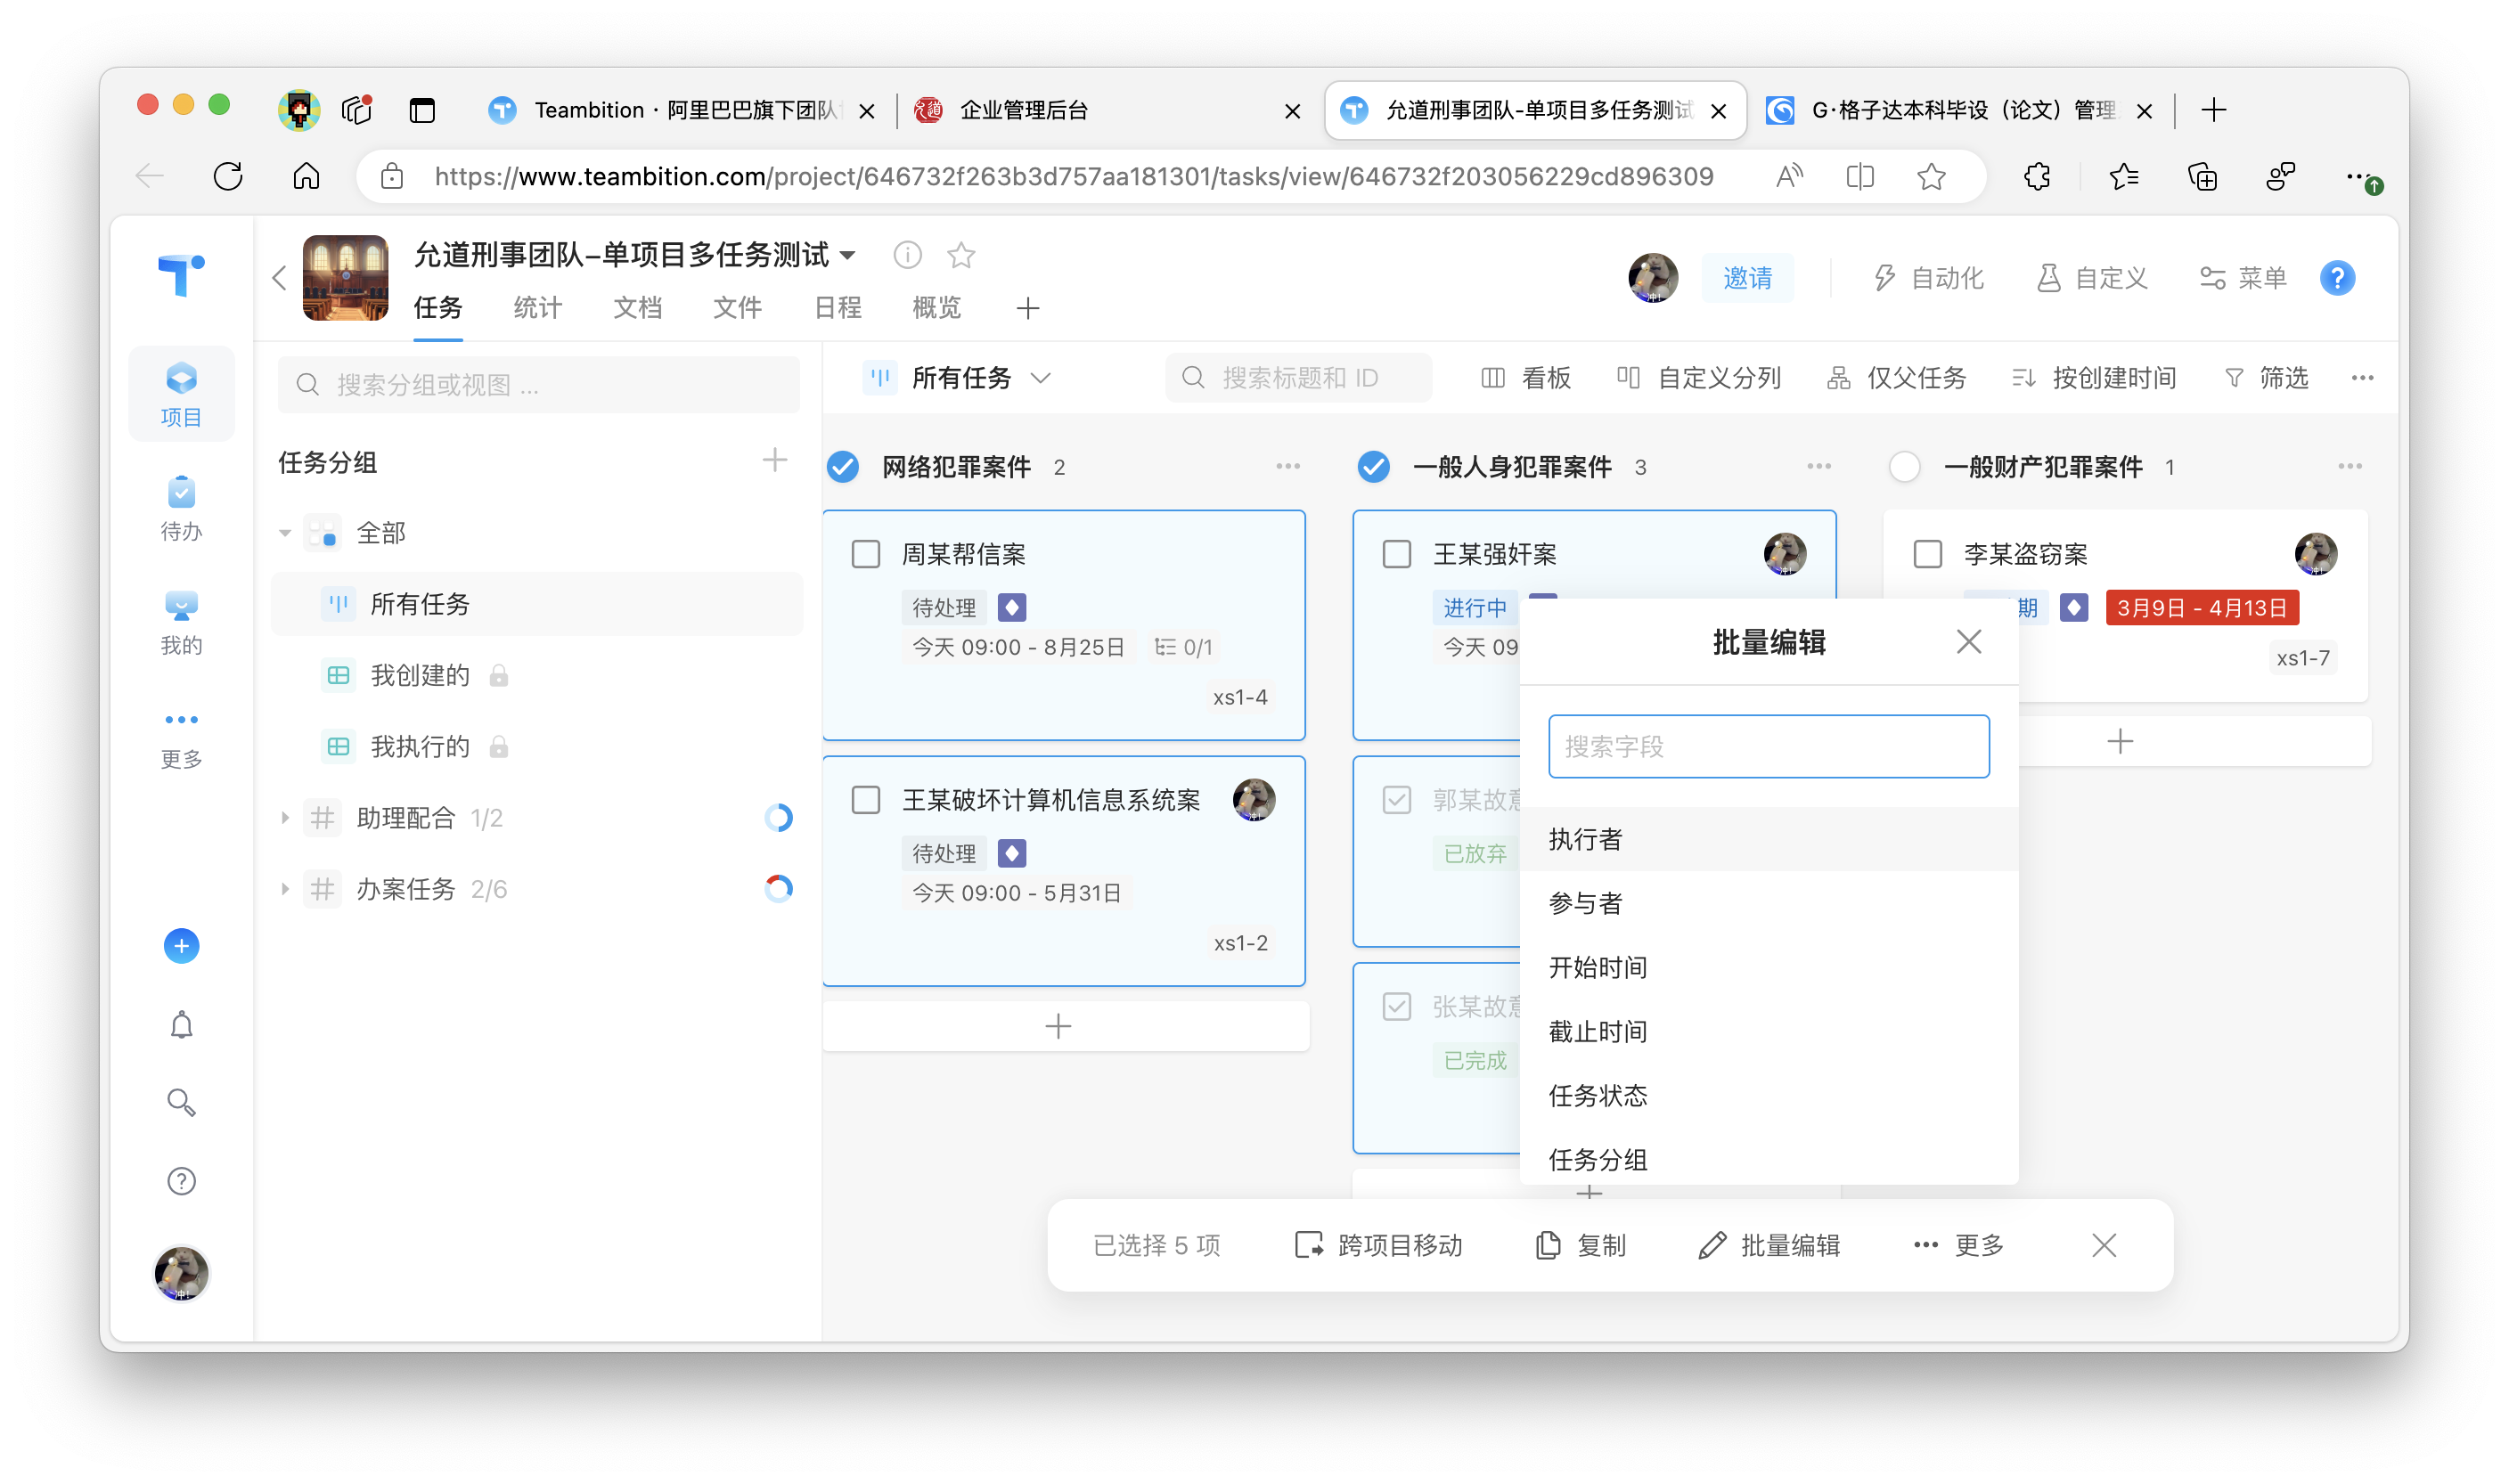 Teambition · 阿里巴巴旗下团队
企业管理后台
允道刑事团队-单项目多任务测试
G·格子达本科毕设（论文）管理
https://www.teambition.com/project/646732f263b3d757aa181301/tasks/view/646732f203056229cd896309
允道刑事团队–单项目多任务测试
邀请
自动化
自定义
菜单
任务
统计
文档
文件
日程
概览
项目
待办
我的
更多
搜索分组或视图 ...
任务分组
全部
所有任务
我创建的
我执行的
助理配合 1/2
办案任务 2/6
所有任务
搜索标题和 ID
看板
自定义分列
仅父任务
按创建时间
筛选
网络犯罪案件 2
周某帮信案
待处理
今天 09:00 - 8月25日
0/1
xs1-4
王某破坏计算机信息系统案
待处理
今天 09:00 - 5月31日
xs1-2
一般人身犯罪案件 3
王某强奸案
进行中
今天 09
郭某故意
已放弃
张某故意
已完成
一般财产犯罪案件 1
李某盗窃案
期
3月9日 - 4月13日
xs1-7
批量编辑
搜索字段
执行者
参与者
开始时间
截止时间
任务状态
任务分组
已选择 5 项
跨项目移动
复制
批量编辑
更多